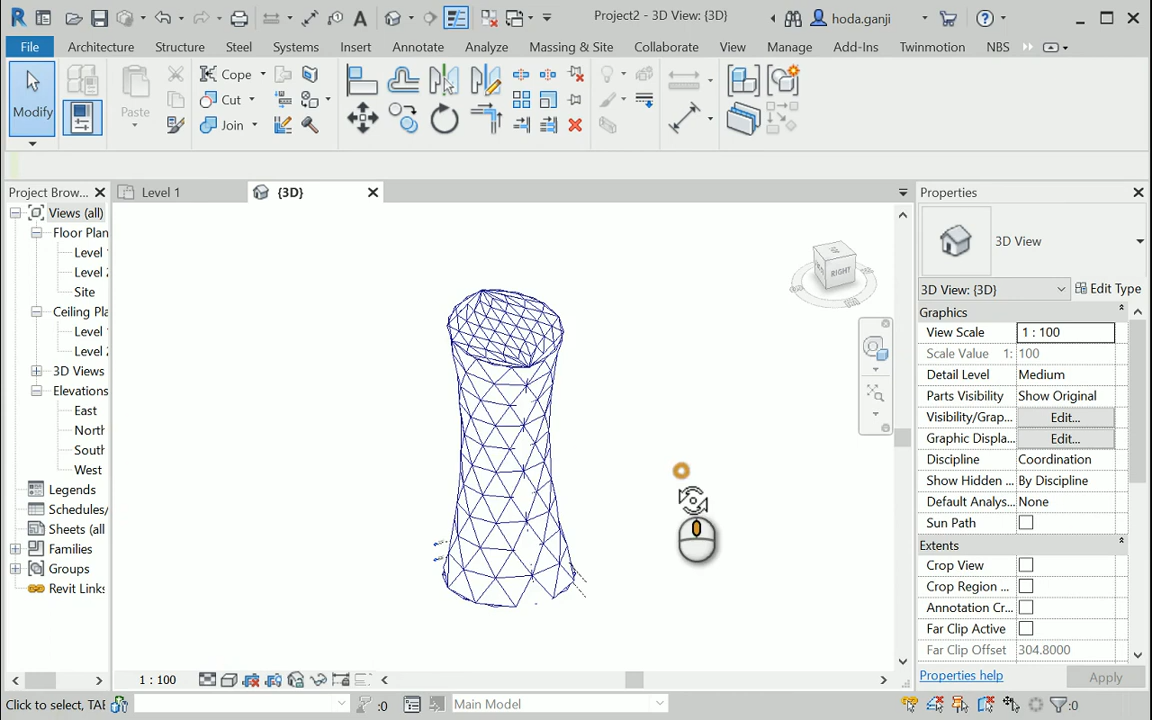 Project2 - 3D View: {3D}
hoda.ganji
File Architecture Structure Steel Systems Insert Annotate Analyze Massing & Site Collaborate View Manage Add-Ins Twinmotion NBS
Modify
Paste
Cope
Cut
Join
Project Brow...
Level 1
{3D}
Views (all)
Floor Plan
Level
Level
Site
Ceiling Pla
Level
Level
3D Views
Elevations
East
North
South
West
Legends
Schedules/
Sheets (all
Families
Groups
Revit Links
RIGHT
Properties
3D View
3D View: {3D}
Edit Type
Graphics
View Scale 1 : 100
Scale Value 1: 100
Detail Level Medium
Parts Visibility Show Original
Visibility/Grap... Edit...
Graphic Displa... Edit...
Discipline Coordination
Show Hidden ... By Discipline
Default Analys... None
Sun Path
Extents
Crop View
Crop Region ...
Annotation Cr...
Far Clip Active
Far Clip Offset 304.8000
Properties help
Apply
1 : 100
Click to select, TAE
:0
Main Model
:0